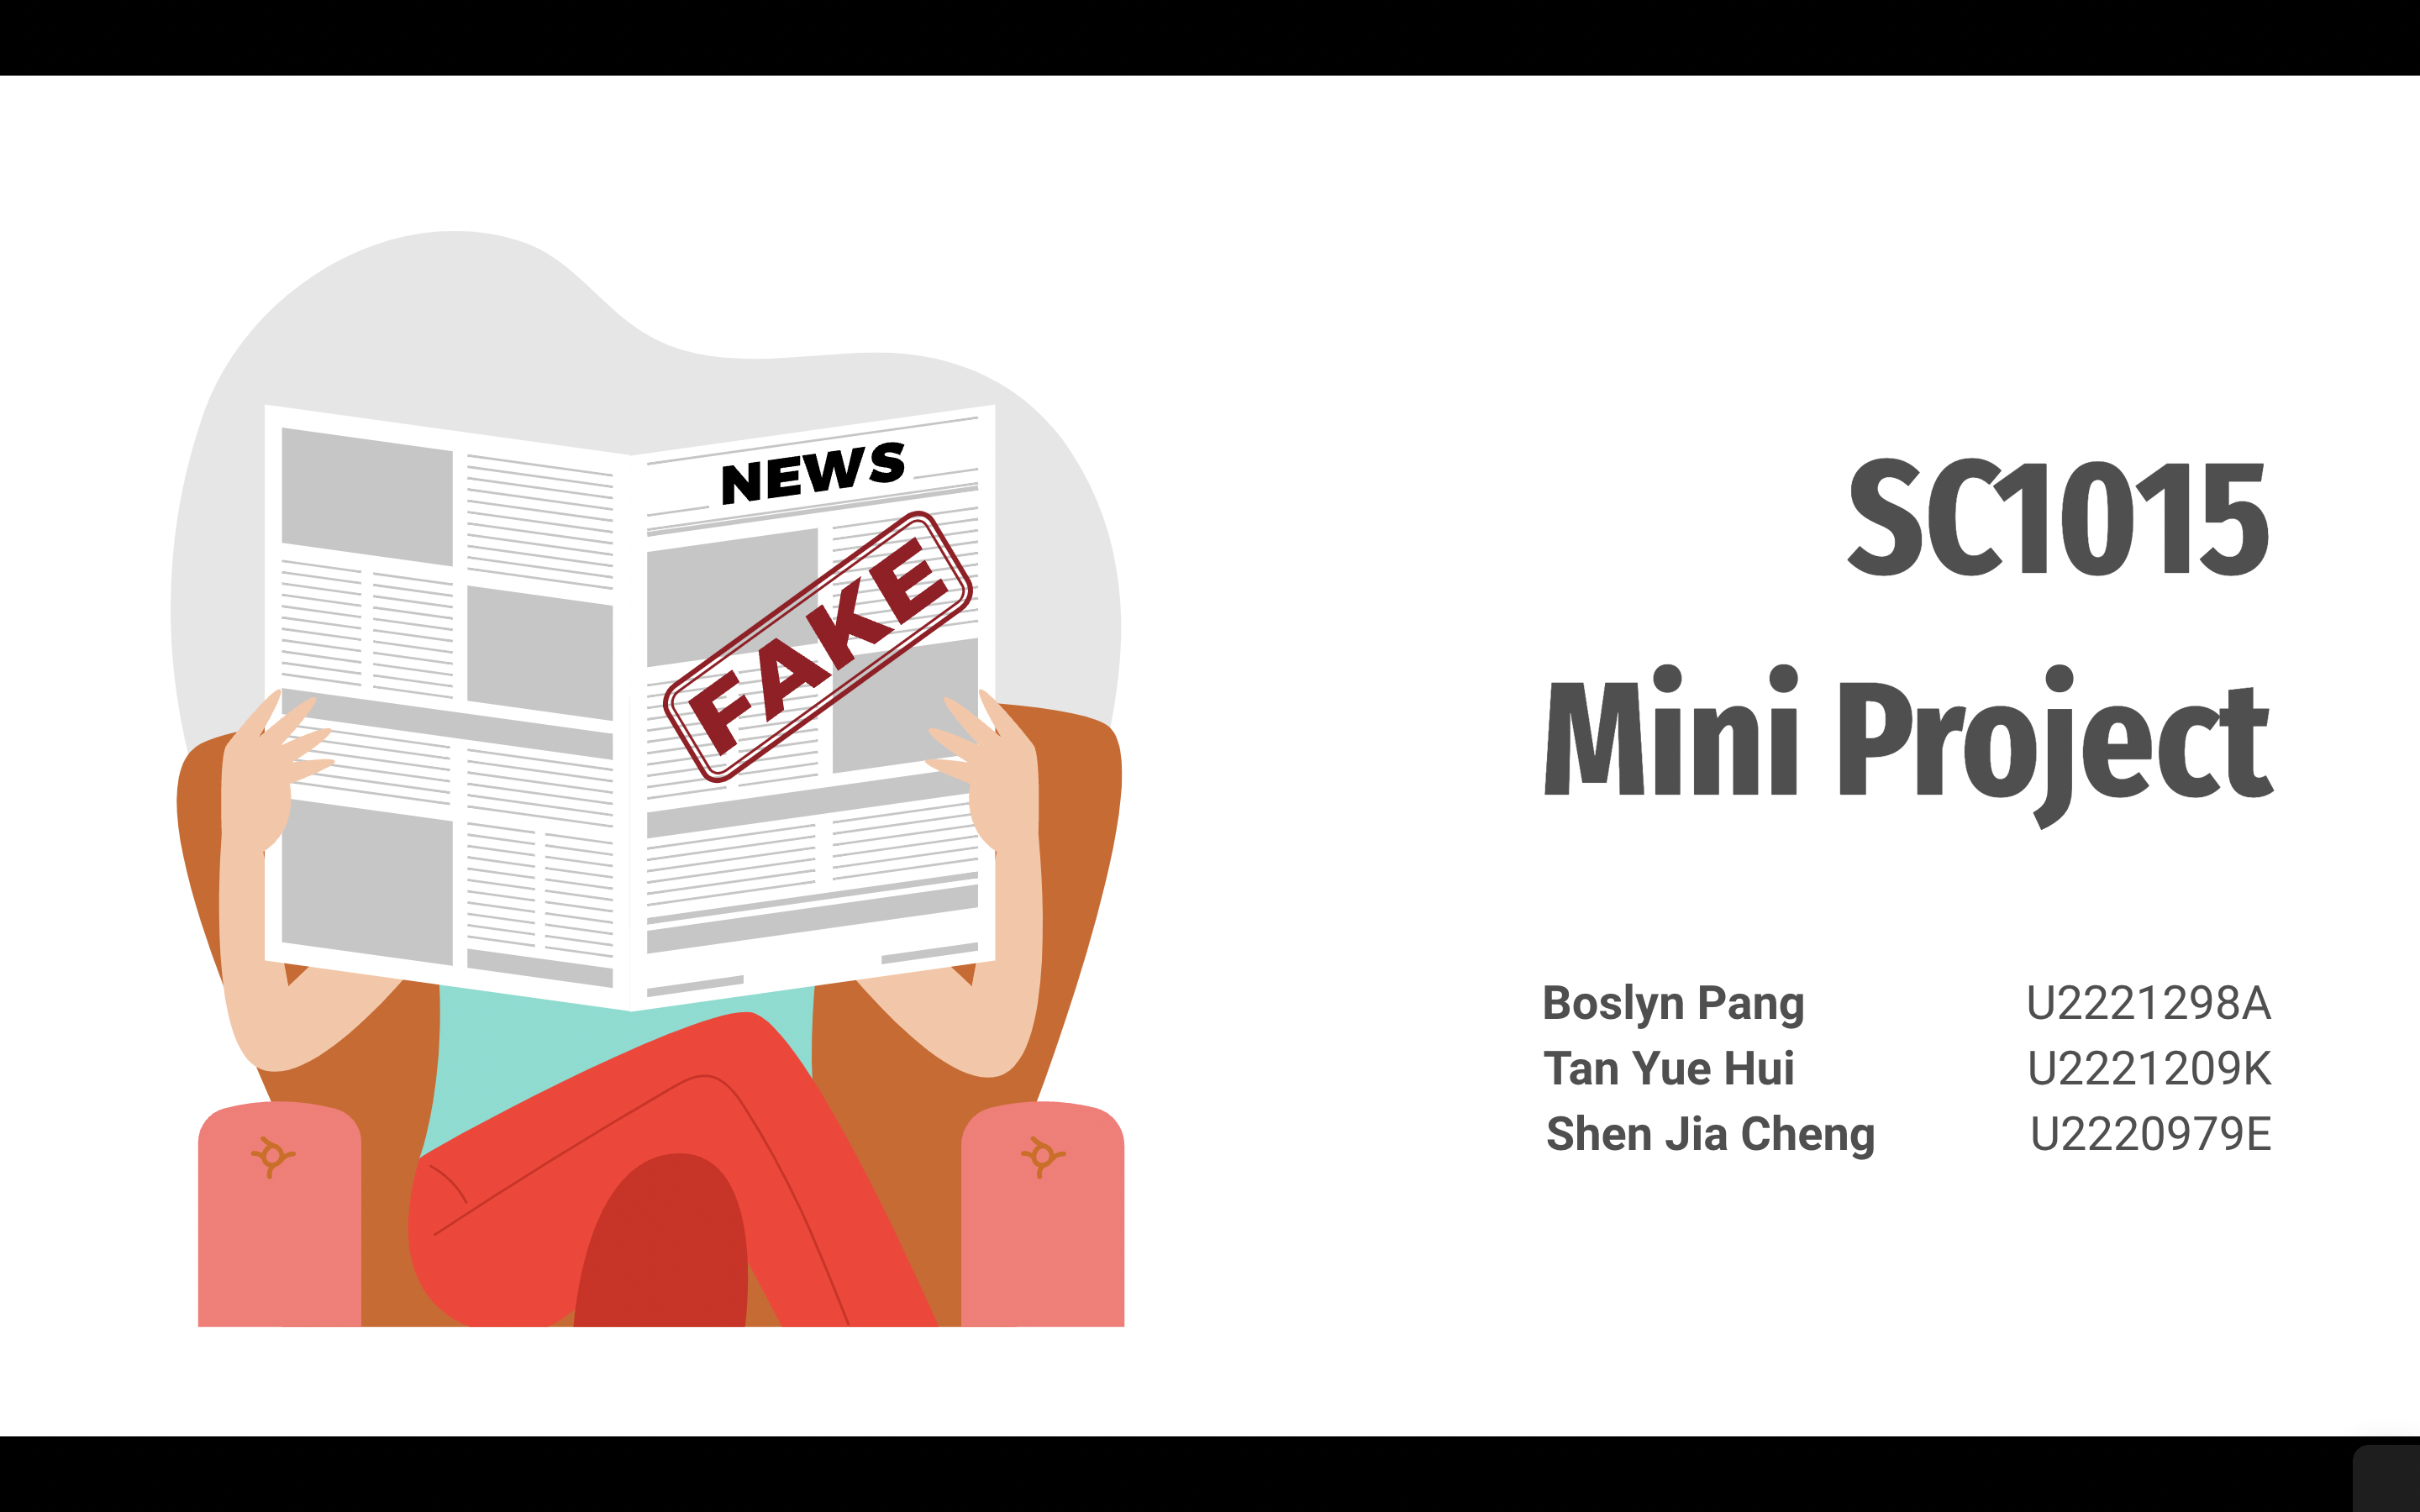 NEWS
FAKE
SC1015
Mini Project
Boslyn Pang U2221298A
Tan Yue Hui U2221209K
Shen Jia Cheng U2220979E